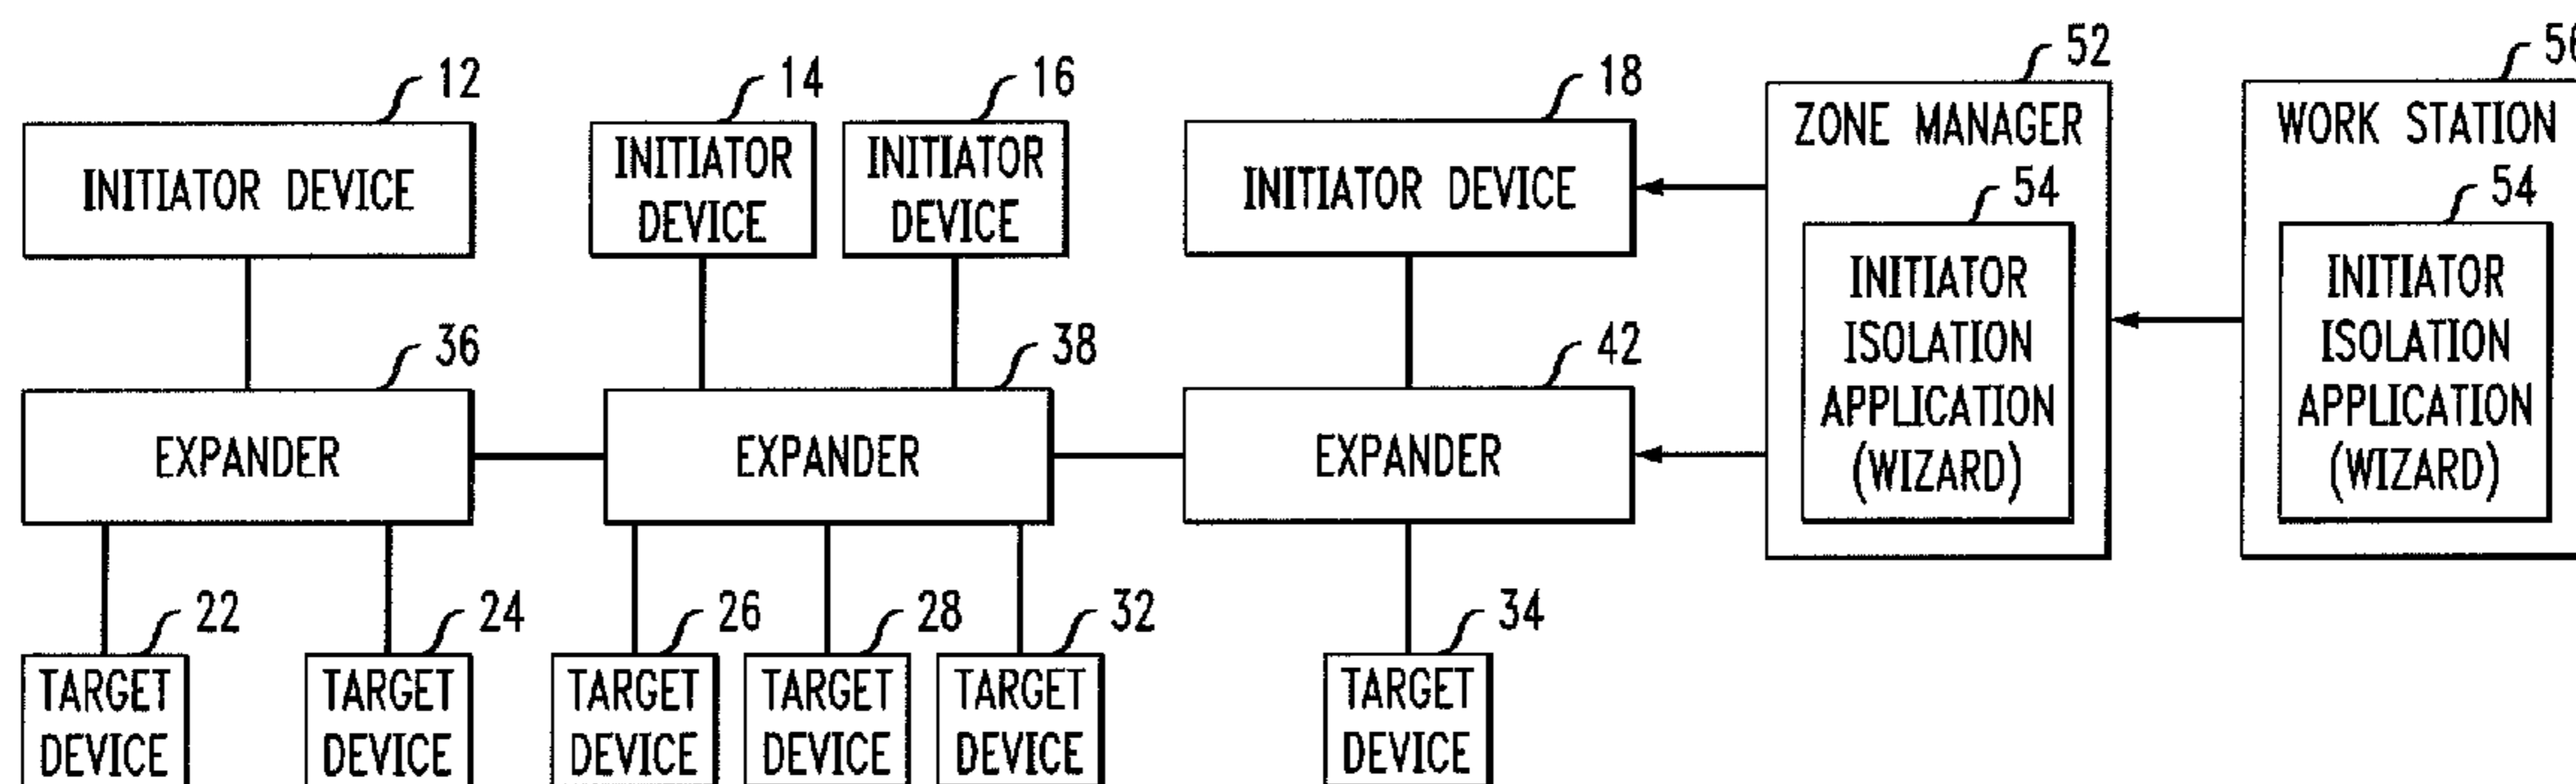 52
56
12
14
16
18
ZONE MANAGER
WORK STATION
INITIATOR DEVICE
INITIATOR
DEVICE
INITIATOR
DEVICE
INITIATOR DEVICE
54
INITIATOR
ISOLATION
APPLICATION
(WIZARD)
54
INITIATOR
ISOLATION
APPLICATION
(WIZARD)
36
38
42
EXPANDER
EXPANDER
EXPANDER
22
24
26
28
32
34
TARGET
DEVICE
TARGET
DEVICE
TARGET
DEVICE
TARGET
DEVICE
TARGET
DEVICE
TARGET
DEVICE